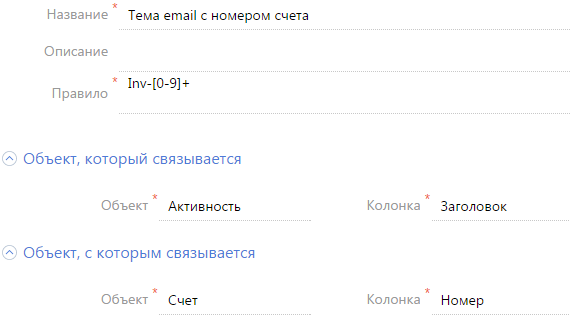 Название * Тема email с номером счета
Описание
Правило * Inv-[0-9]+
Объект, который связывается
Объект * Активность Колонка * Заголовок
Объект, с которым связывается
Объект * Счет Колонка * Номер